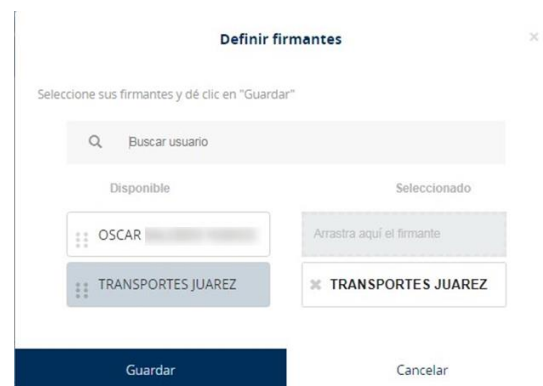 Definir firmantes
Seleccione sus firmantes y dé clic en "Guardar"
Buscar usuario
Disponible
Seleccionado
OSCAR
Arrastra aquí el firmante
TRANSPORTES JUAREZ
TRANSPORTES JUAREZ
Guardar
Cancelar